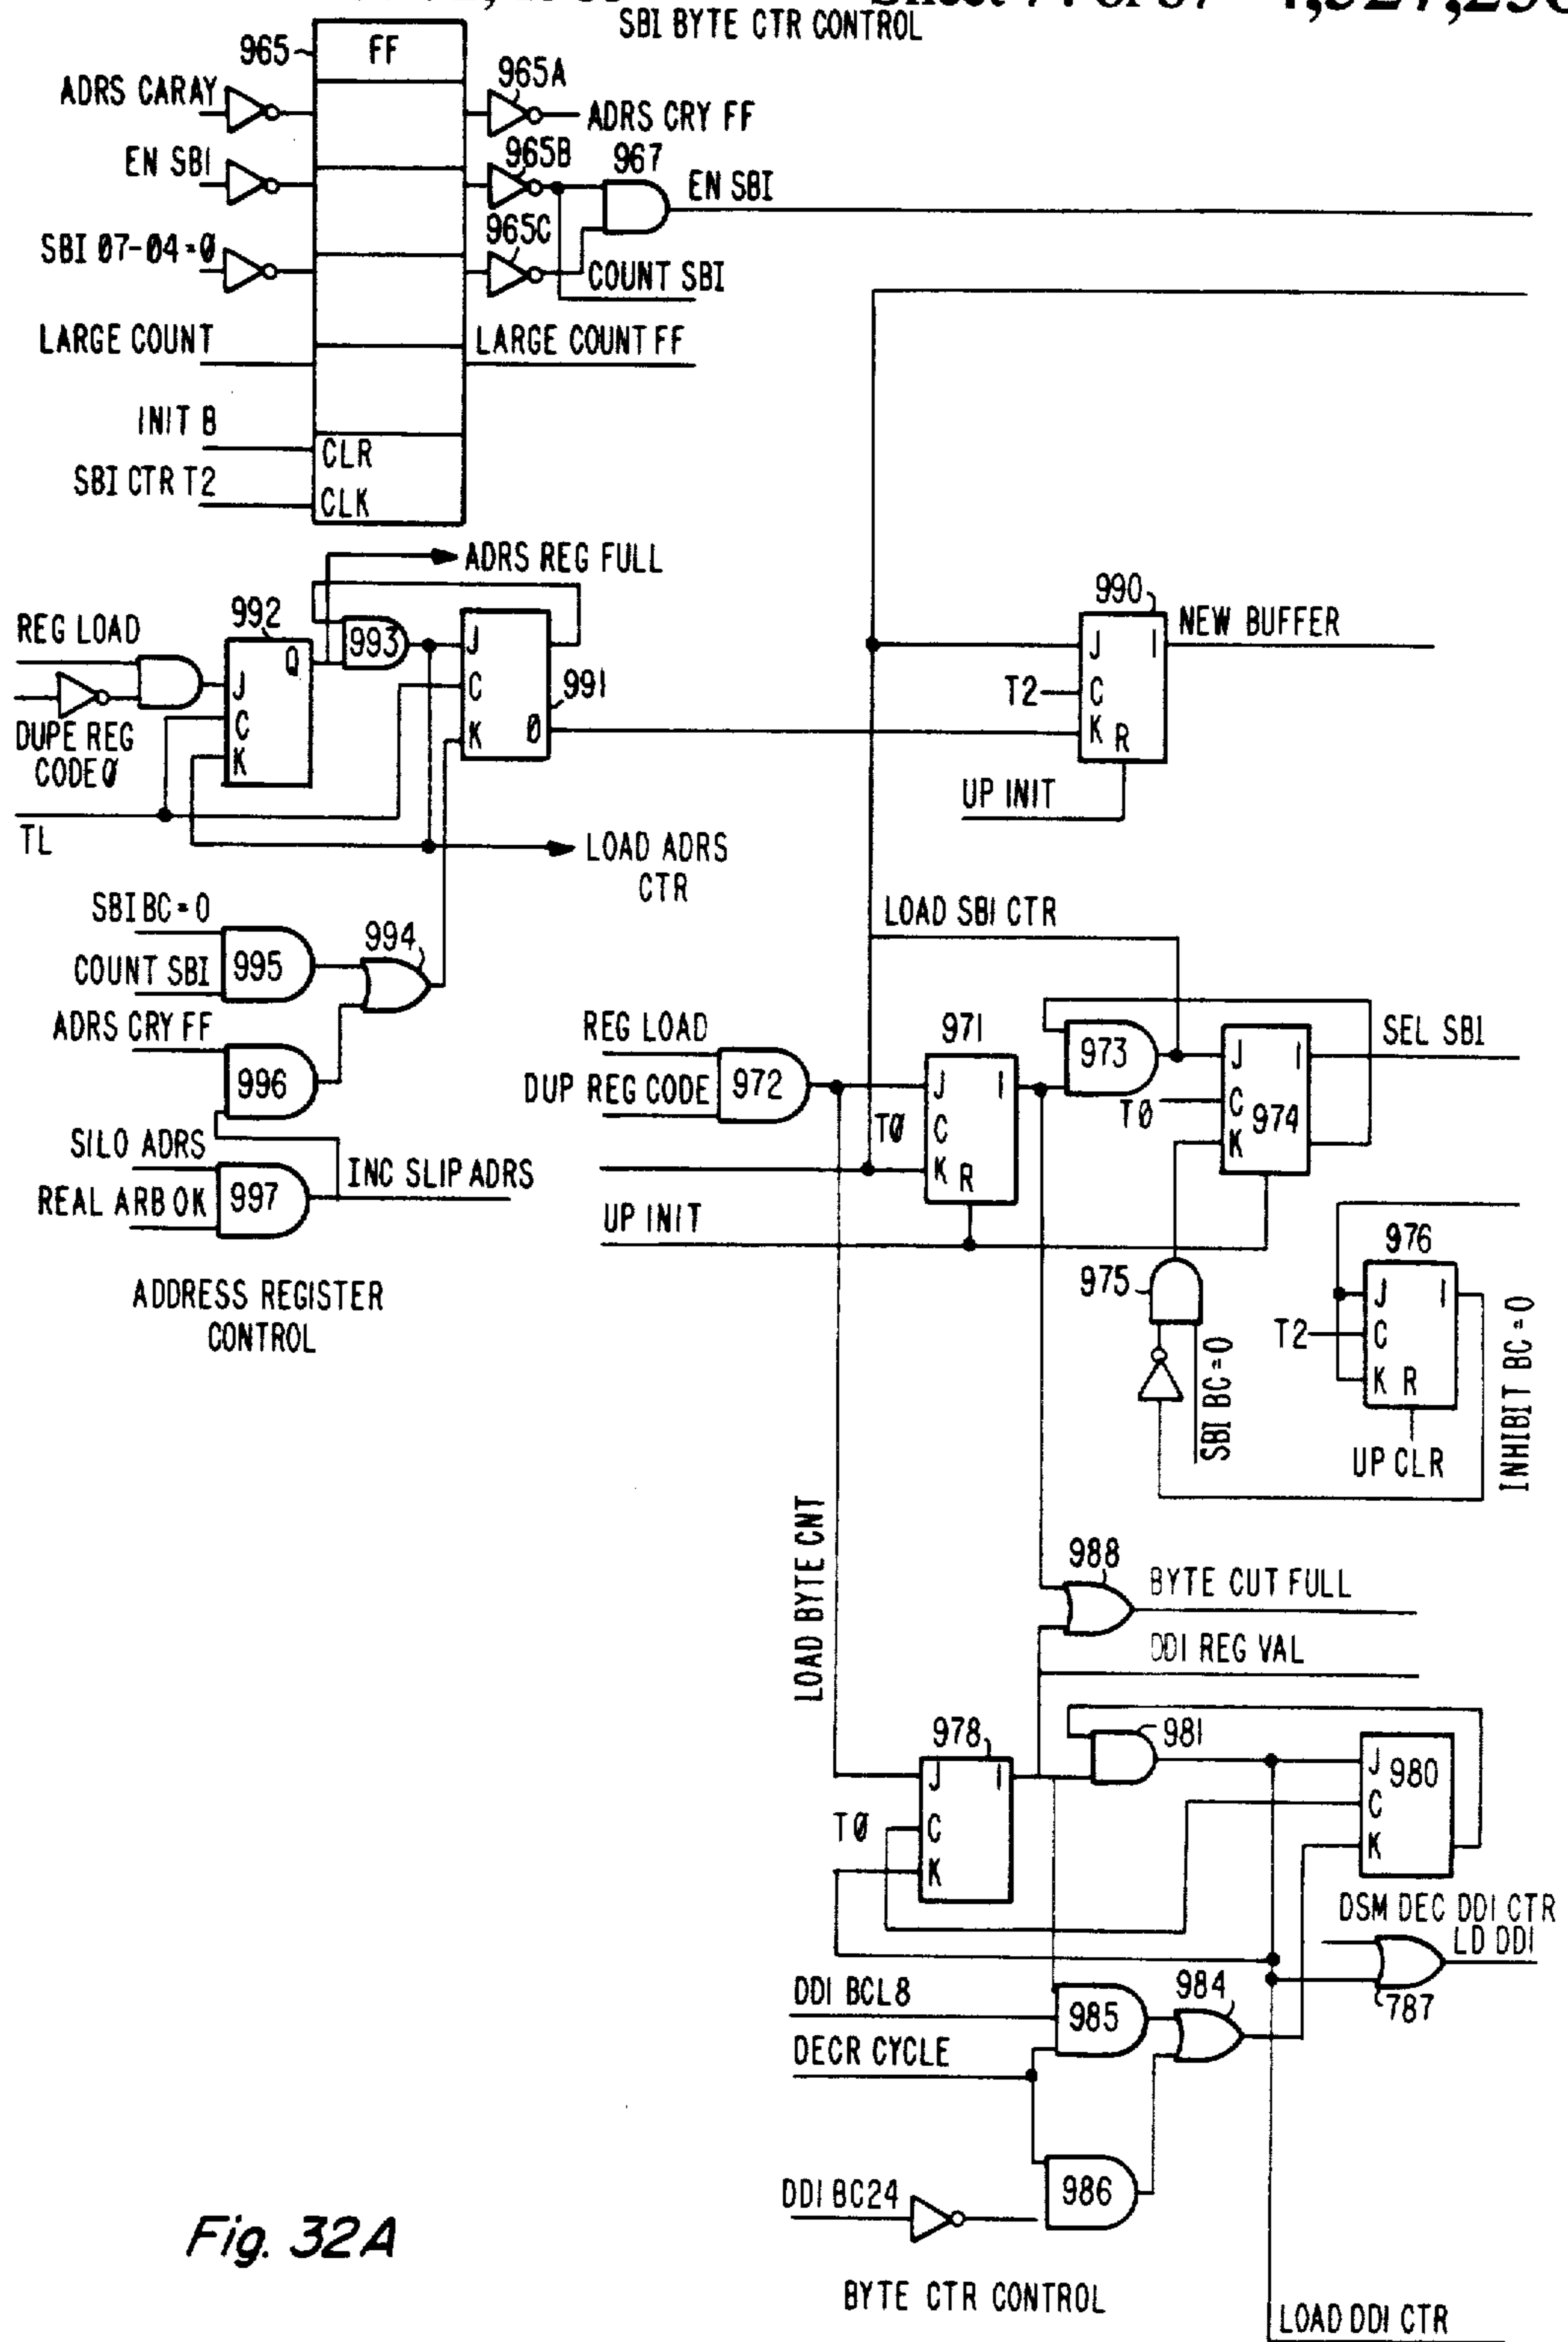 Sheet
SBI BYTE CTR CONTROL
965
FF
ADRS CARAY
965A
ADRS CRY FF
EN SBI
965B
967
EN SBI
965C
SBI 07-04=0
COUNT SBI
LARGE COUNT
LARGE COUNT FF
INIT B
CLR
SBI CTR T2
CLK
ADRS REG FULL
992
REG LOAD
Q
993
J
990
NEW BUFFER
J
I
J
C
991
T2
C
C
K
0
K
R
DUPE REG
CODE0
K
UP INIT
TL
LOAD ADRS
CTR
SBI BC=0
LOAD SBI CTR
994
COUNT SBI
995
ADRS CRY FF
REG LOAD
971
973
J
I
SEL SBI
996
DUP REG CODE
972
J
I
T0
C
974
T0
C
K
SILO ADRS
INC SLIP ADRS
K
R
REAL ARB OK
997
UP INIT
976
975
ADDRESS REGISTER
CONTROL
J
I
T2
C
K R
SBI BC=0
INHIBIT BC=0
UP CLR
LOAD BYTE CNT
988
BYTE CUT FULL
DDI REG VAL
978
981
J
I
J
980
C
T0
C
K
K
DSM DEC DDI CTR
LD DDI
DDI BCL8
985
984
787
DECR CYCLE
DDI BC24
986
Fig. 32A
BYTE CTR CONTROL
LOAD DDI CTR